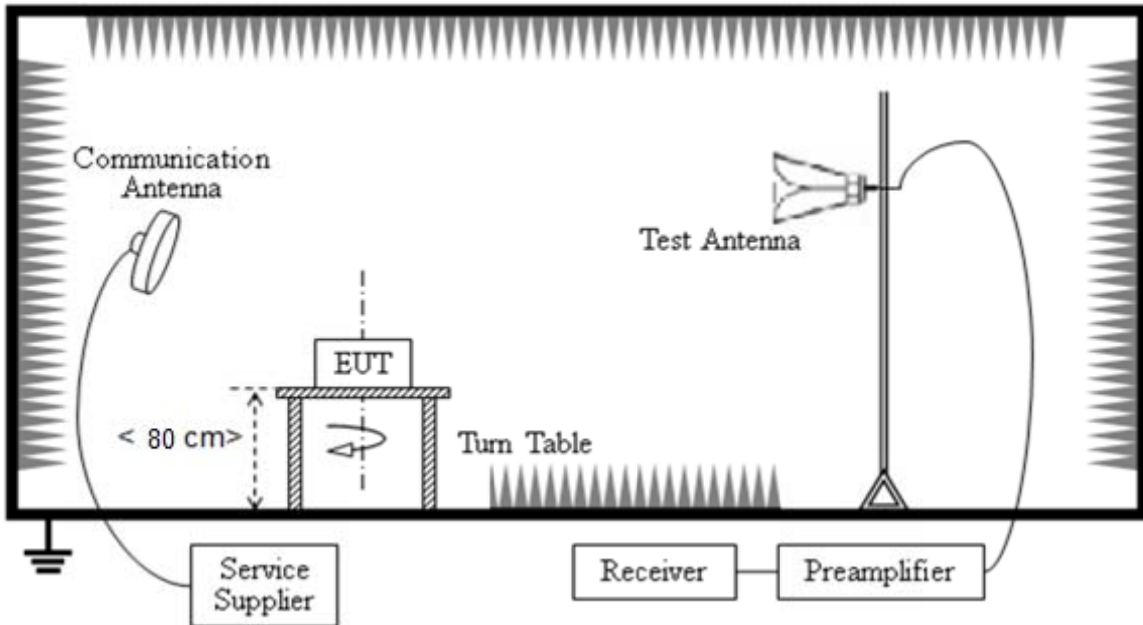 Communication
Antenna
Test Antenna
EUT
< 80 cm>
Turn Table
Service
Supplier
Receiver
Preamplifier